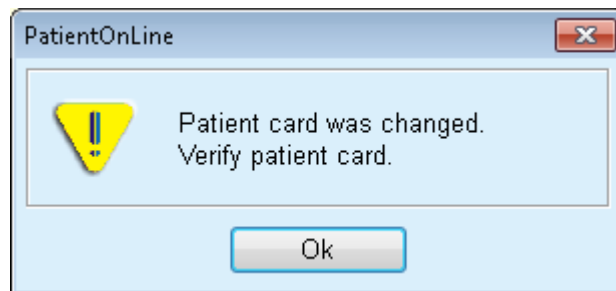 PatientOnLine
Patient card was changed.
Verify patient card.
Ok